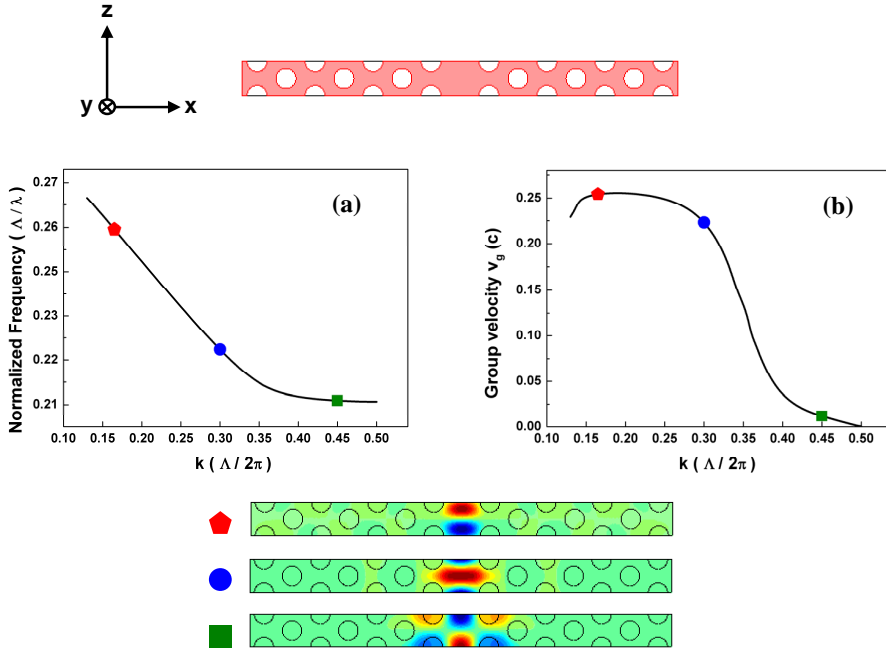 z
y x
(a)
Normalized Frequency ( Λ / λ )
0.27
0.26
0.25
0.23
0.22
0.21
0.10 0.15 0.20 0.25 0.30 0.35 0.40 0.45 0.50
k ( Λ / 2π )
(b)
Group velocity vg (c)
0.25
0.20
0.15
0.10
0.05
0.00
0.10 0.15 0.20 0.25 0.30 0.35 0.40 0.45 0.50
k ( Λ / 2π)